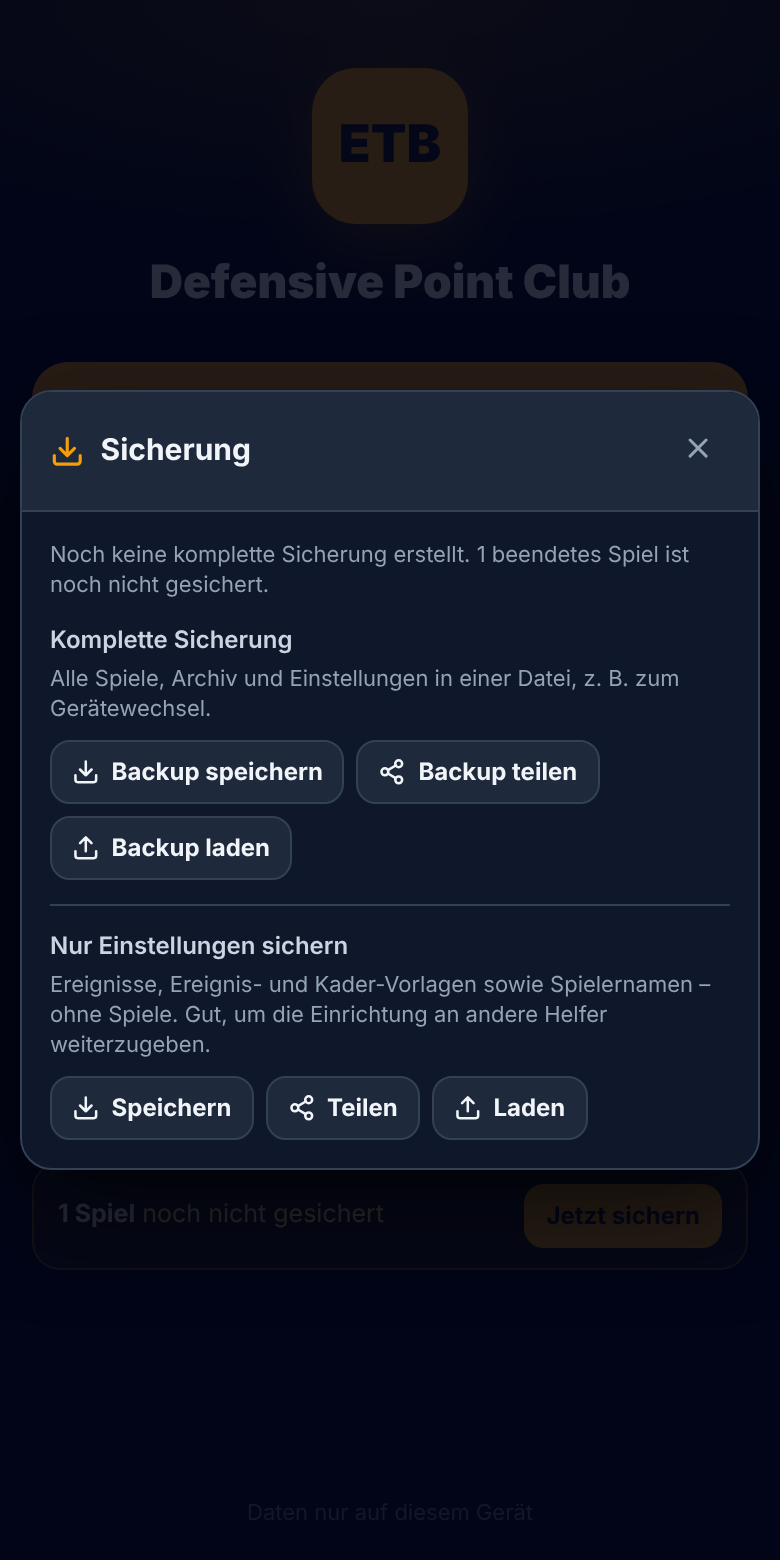 ETB
Defensive Point Club
Sicherung
Noch keine komplette Sicherung erstellt. 1 beendetes Spiel ist
noch nicht gesichert.
Komplette Sicherung
Alle Spiele, Archiv und Einstellungen in einer Datei, z. B. zum
Gerätewechsel.
Backup speichern
Backup teilen
Backup laden
Nur Einstellungen sichern
Ereignisse, Ereignis- und Kader-Vorlagen sowie Spielernamen –
ohne Spiele. Gut, um die Einrichtung an andere Helfer
weiterzugeben.
Speichern
Teilen
Laden
1 Spiel noch nicht gesichert
Jetzt sichern
Daten nur auf diesem Gerät